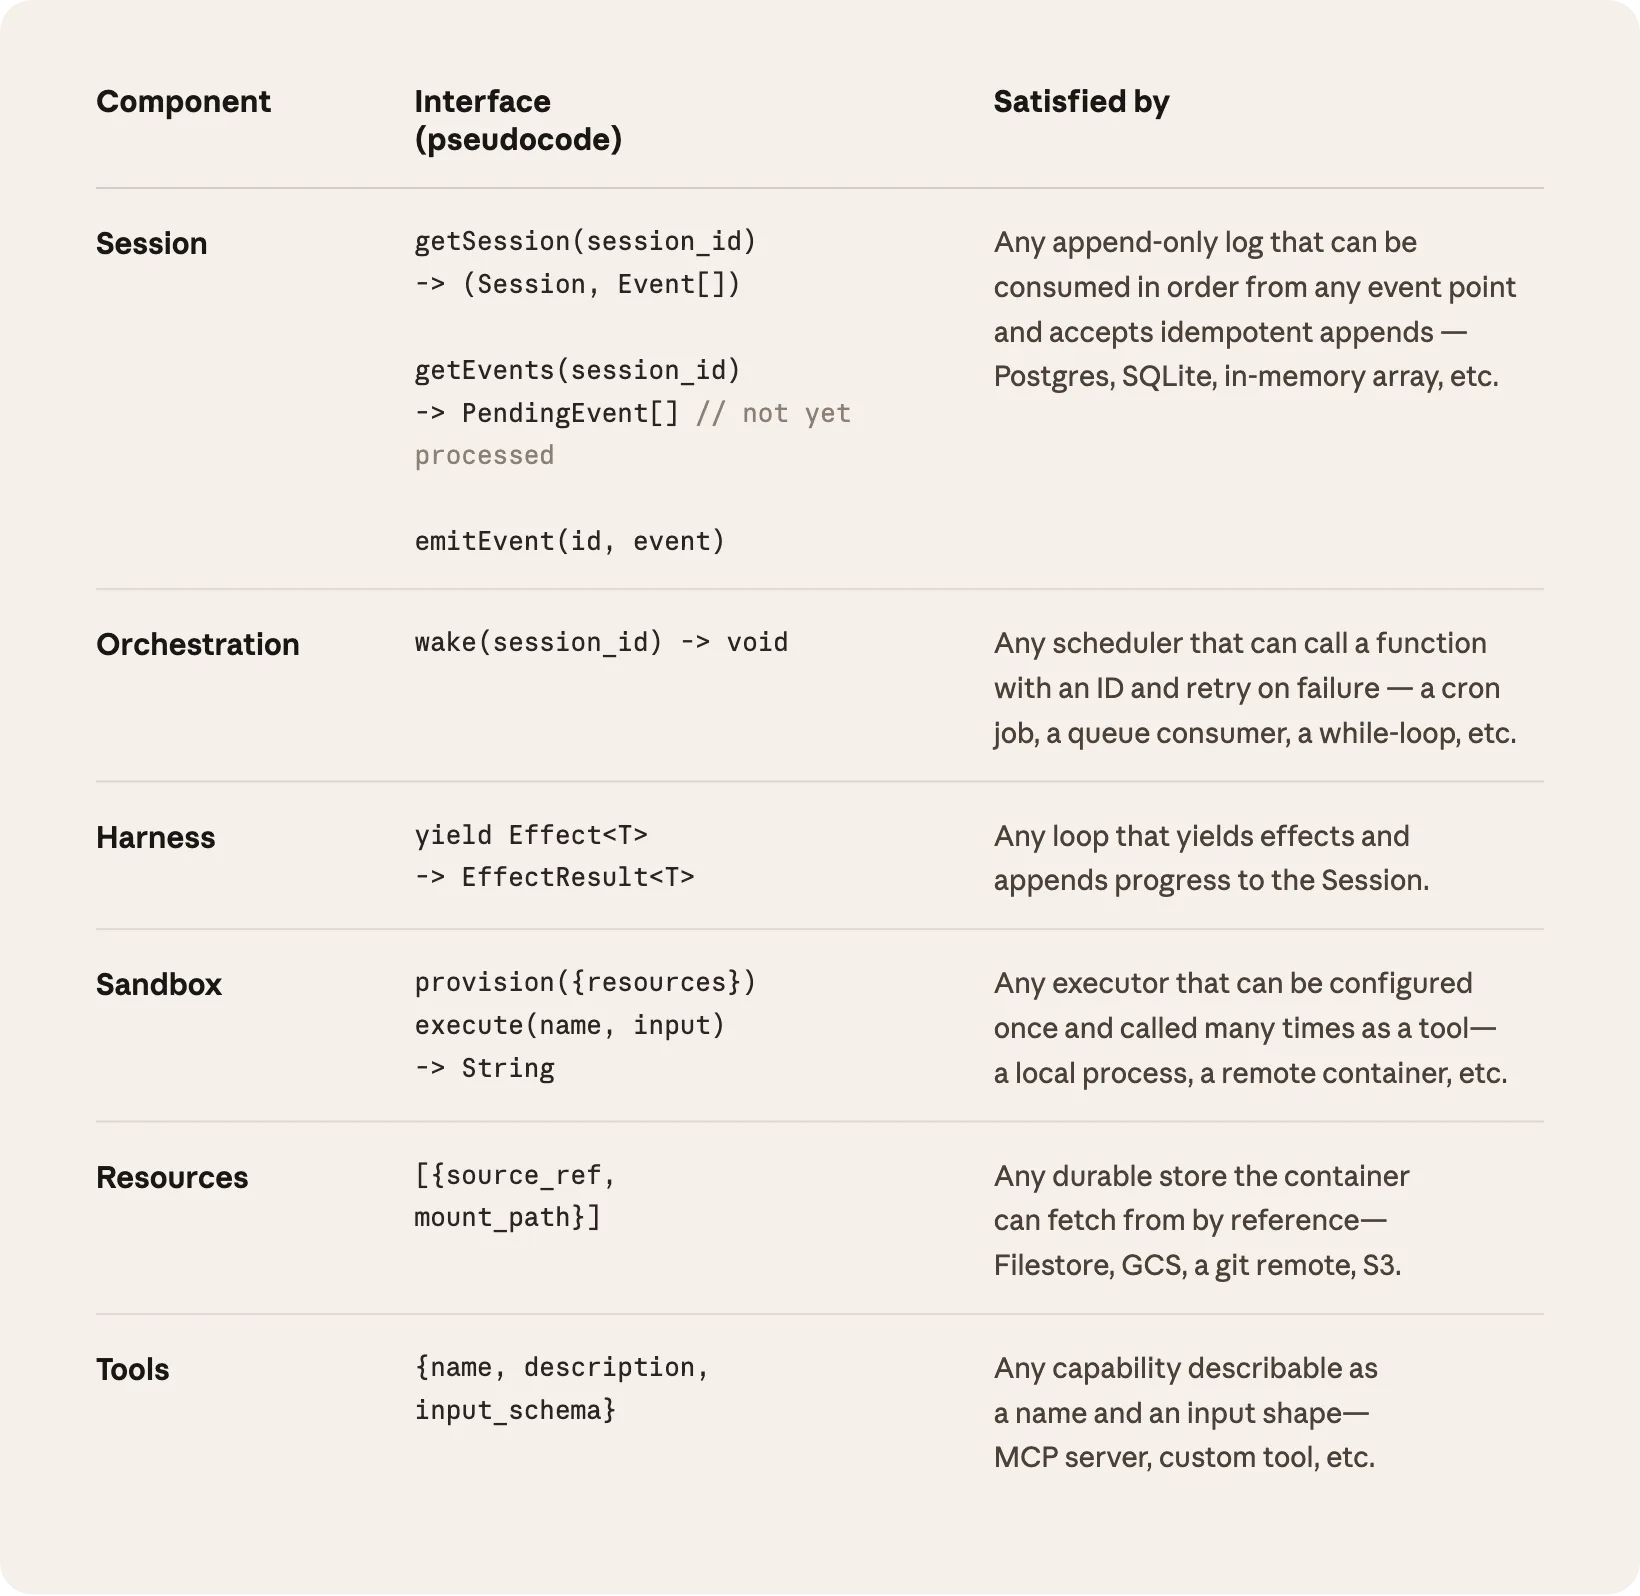 Component
Interface
(pseudocode)
Satisfied by
Session
getSession(session_id)
-> (Session, Event[])
getEvents(session_id)
-> PendingEvent[] // not yet
processed
emitEvent(id, event)
Any append-only log that can be
consumed in order from any event point
and accepts idempotent appends —
Postgres, SQLite, in-memory array, etc.
Orchestration
wake(session_id) -> void
Any scheduler that can call a function
with an ID and retry on failure — a cron
job, a queue consumer, a while-loop, etc.
Harness
yield Effect<T>
-> EffectResult<T>
Any loop that yields effects and
appends progress to the Session.
Sandbox
provision({resources})
execute(name, input)
-> String
Any executor that can be configured
once and called many times as a tool—
a local process, a remote container, etc.
Resources
[{source_ref,
mount_path}]
Any durable store the container
can fetch from by reference—
Filestore, GCS, a git remote, S3.
Tools
{name, description,
input_schema}
Any capability describable as
a name and an input shape—
MCP server, custom tool, etc.